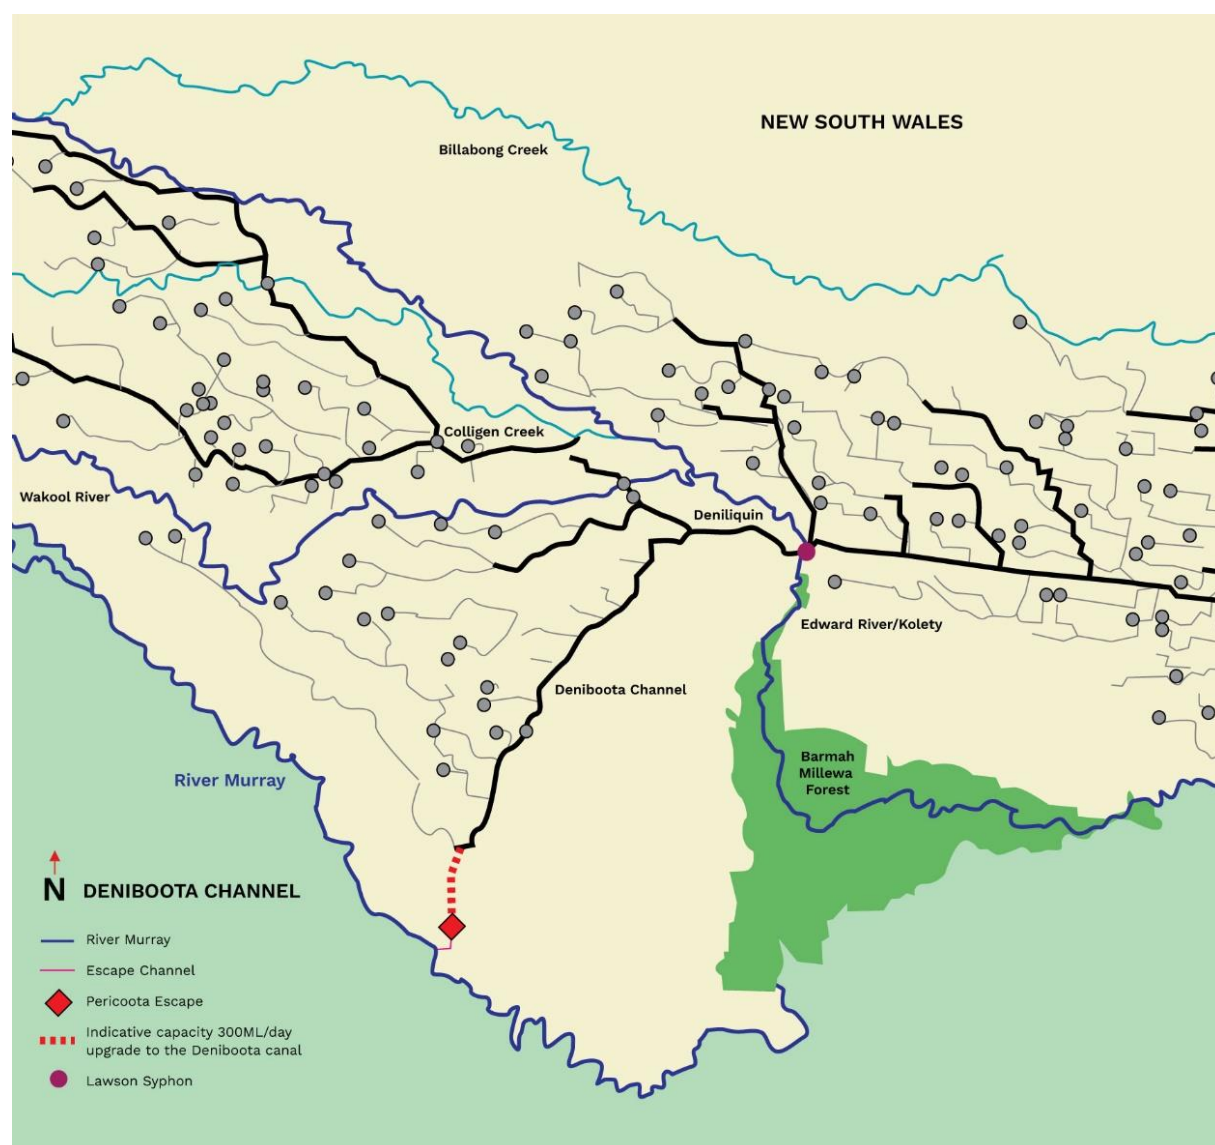 NEW SOUTH WALES
Billabong Creek
Colligen Creek
Wakool River
Deniliquin
Edward River/Kolety
Deniboota Channel
Barmah
Millewa
Forest
River Murray
N
DENIBOOTA CHANNEL
River Murray
Escape Channel
Pericoota Escape
Indicative capacity 300ML/day
upgrade to the Deniboota canal
Lawson Syphon